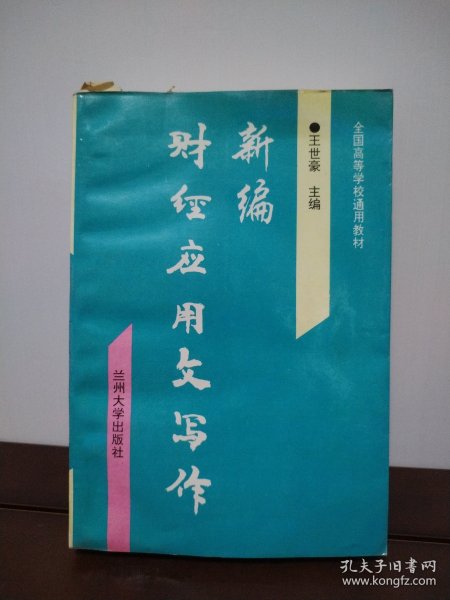 全国高等学校通用教材
●王世豪 主编
新编
财经应用文写作
兰州大学出版社
孔夫子旧书网
www.kongfz.com